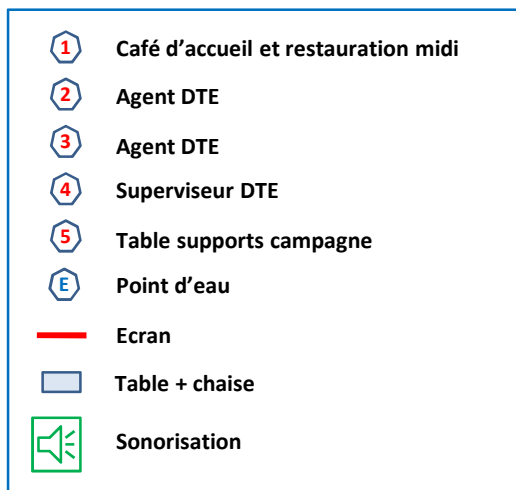 1 Café d’accueil et restauration midi
2 Agent DTE
3 Agent DTE
4 Superviseur DTE
5 Table supports campagne
E Point d’eau
Ecran
Table + chaise
Sonorisation